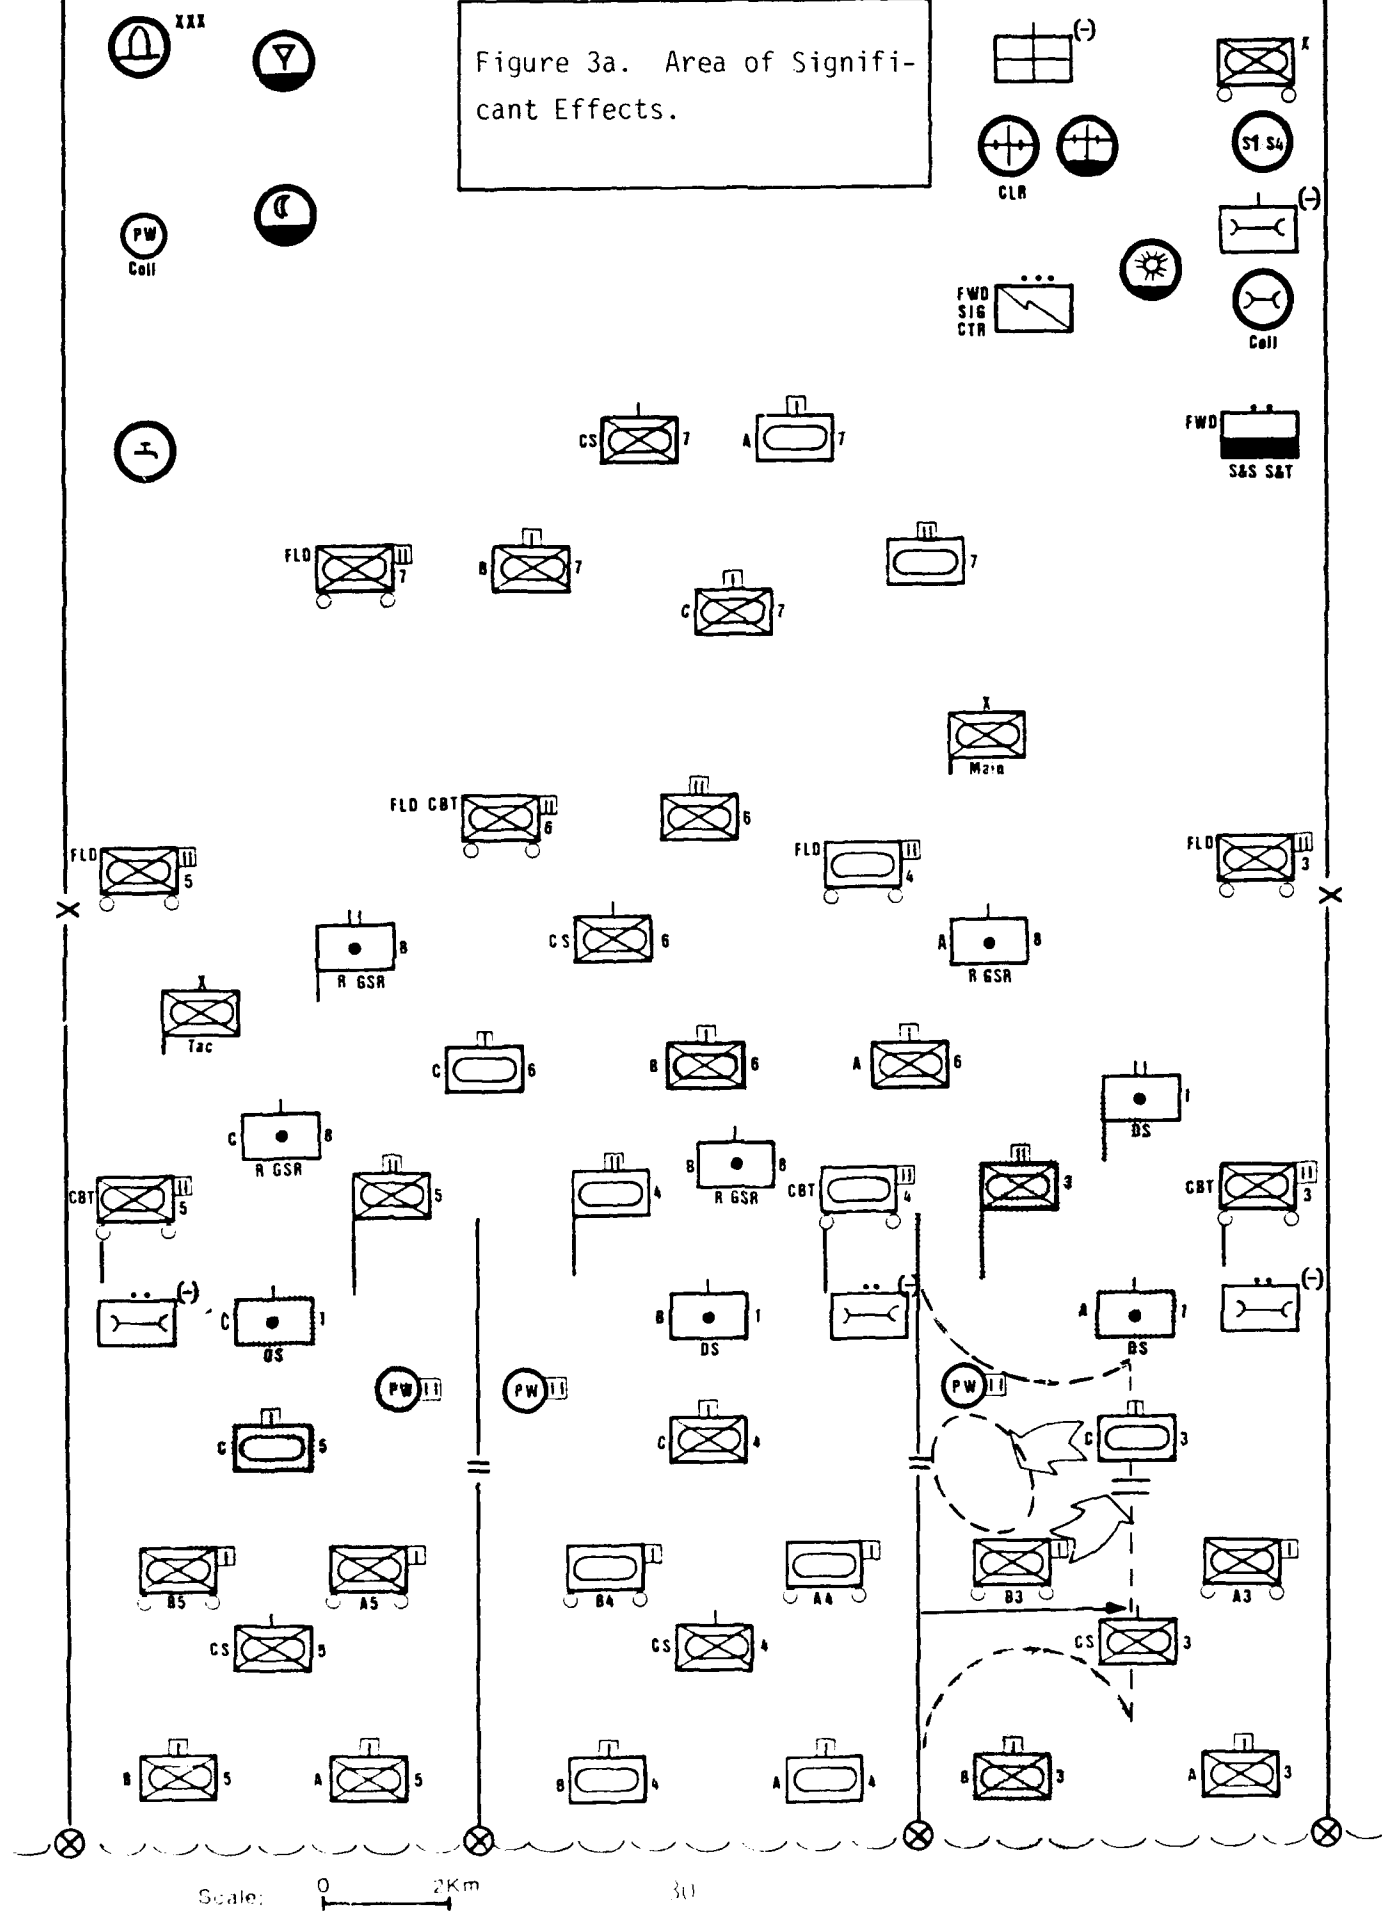 XXX
Figure 3a. Area of Signifi-
cant Effects.
(-)
X
S1 S4
CLR
PW
Coll
(-)
FWD
SIG
CTR
Coll
CS 7
A 7
FWD
S&S S&T
FLD 7
B 7
7
C 7
X
Main
FLD CBT 6
6
FLD 5
FLD 4
FLD 3
X
X
8
R GSR
CS 6
A 8
R GSR
X
Tac
C 6
B 6
A 6
1
DS
C 8
R GSR
B 8
R GSR
CBT 5
5
4
CBT 4
3
CBT 3
(-)
C 1
DS
B 1
DS
(-)
A 1
DS
(-)
PW
PW
PW
C 5
C 4
C 3
B5
A5
B4
A4
B3
A3
CS 5
CS 4
CS 3
B 5
A 5
B 4
A 4
B 3
A 3
Scale:
0
2Km
30